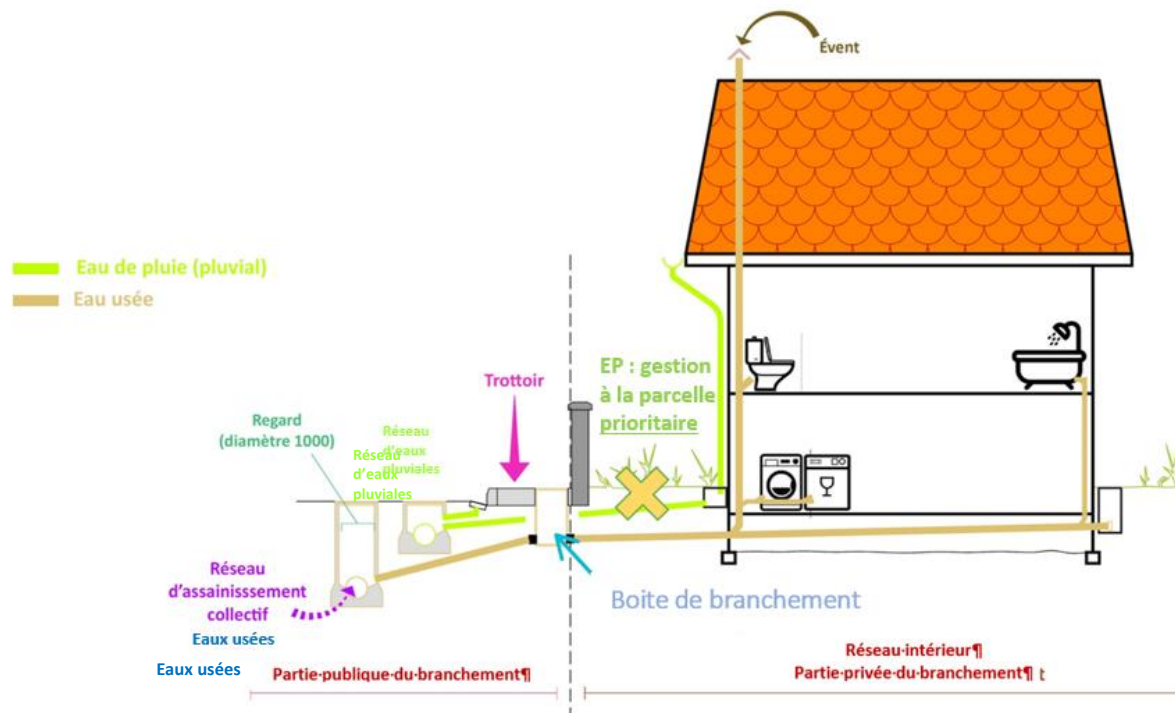 Évent
Eau de pluie (pluvial)
Eau usée
EP : gestion
à la parcelle
prioritaire
Trottoir
Regard
(diamètre 1000)
Réseau
d'eaux
pluviales
Réseau
d'eaux
pluviales
Réseau
d'assainisssement
collectif
Boite de branchement
Eaux usées
Eaux usées
Partie·publique·du·branchement¶
Réseau·intérieur¶
Partie·privée·du·branchement¶ t